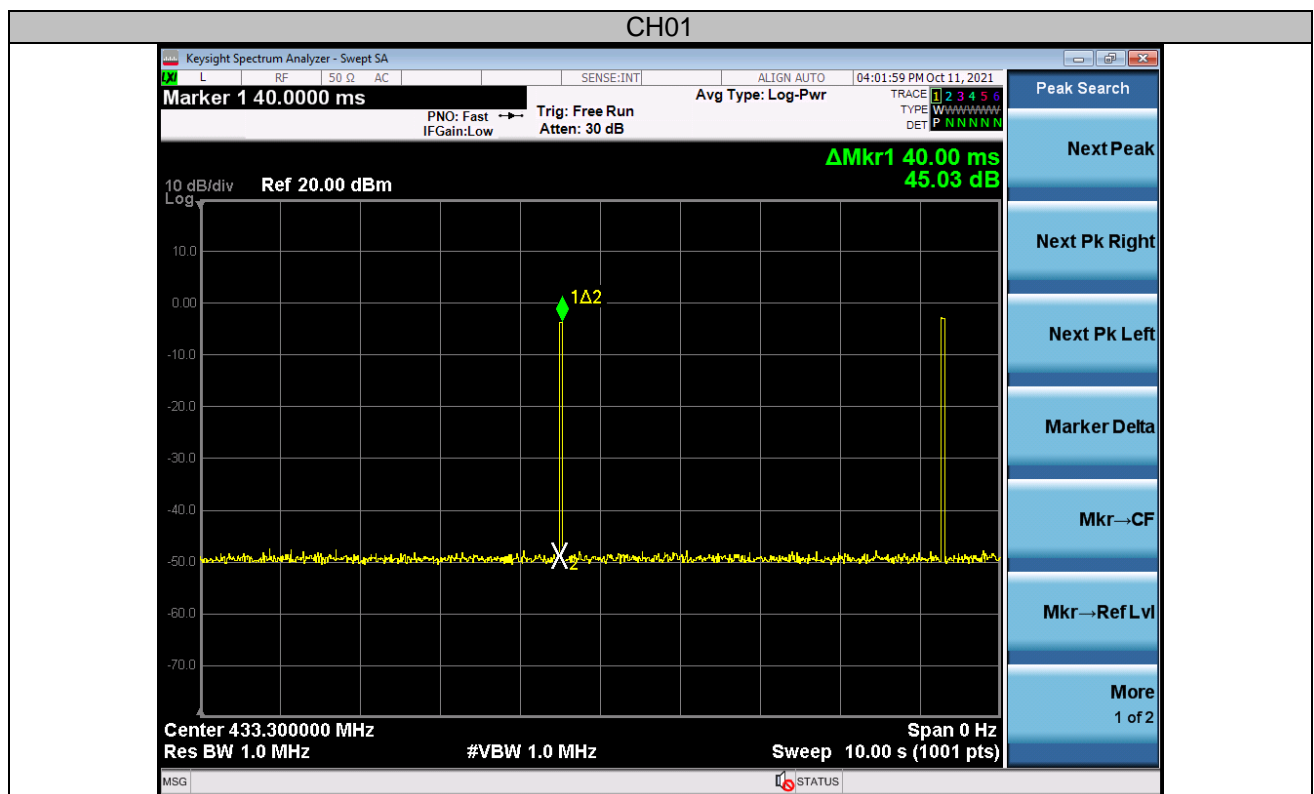 CH01
Keysight Spectrum Analyzer - Swept SA
LXI L RF 50 Ω AC SENSE:INT ALIGN AUTO 04:01:59 PM Oct 11, 2021
Marker 1 40.0000 ms
PNO: Fast
IFGain:Low
Trig: Free Run
Atten: 30 dB
Avg Type: Log-Pwr
TRACE 1 2 3 4 5 6
TYPE WWWWWW
DET P N N N N N
ΔMkr1 40.00 ms
45.03 dB
10 dB/div Ref 20.00 dBm
Log
10.0
0.00
-10.0
-20.0
-30.0
-40.0
-50.0
-60.0
-70.0
1Δ2
2
Center 433.300000 MHz Span 0 Hz
Res BW 1.0 MHz #VBW 1.0 MHz Sweep 10.00 s (1001 pts)
MSG STATUS
Peak Search
Next Peak
Next Pk Right
Next Pk Left
Marker Delta
Mkr→CF
Mkr→Ref Lvl
More
1 of 2